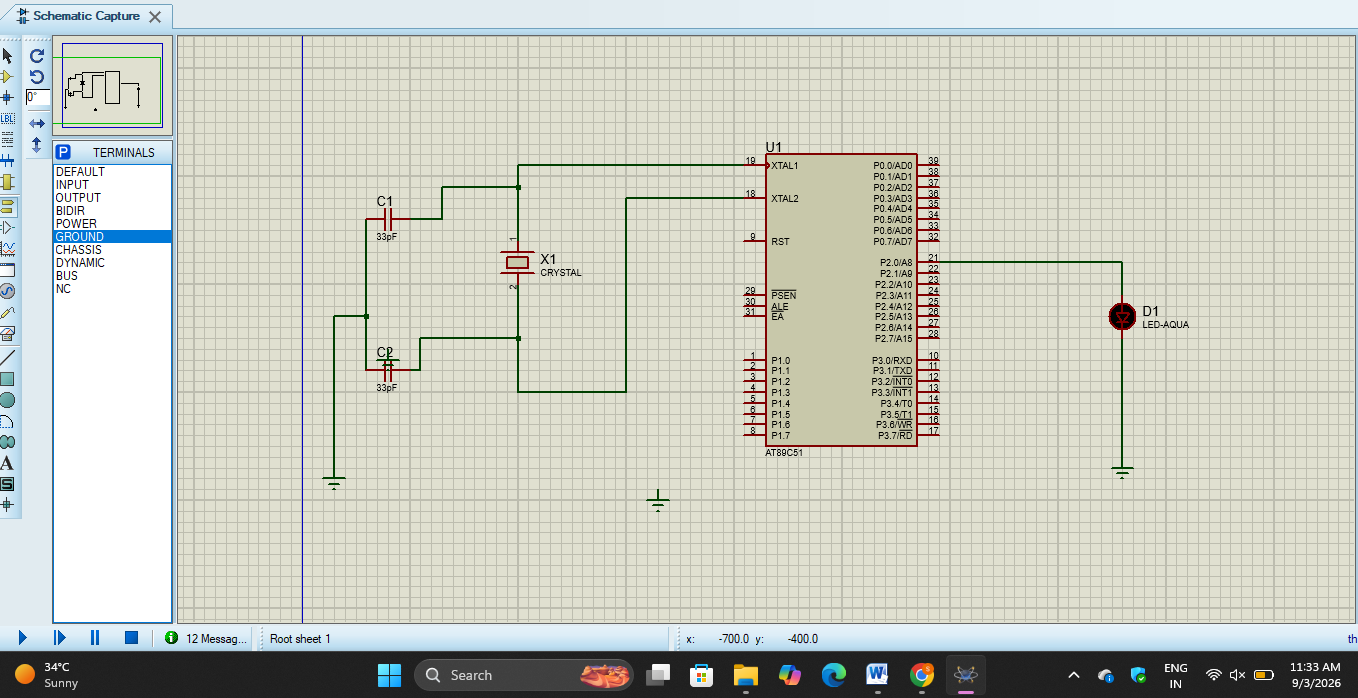 Schematic Capture
0°
LBL
P TERMINALS
DEFAULT
INPUT
OUTPUT
BIDIR
POWER
GROUND
CHASSIS
DYNAMIC
BUS
NC
A
S
C1
33pF
C2
33pF
1
X1
CRYSTAL
2
U1
19 XTAL1
18 XTAL2
9 RST
29 PSEN
30 ALE
31 EA
1 P1.0
2 P1.1
3 P1.2
4 P1.3
5 P1.4
6 P1.5
7 P1.6
8 P1.7
P0.0/AD0 39
P0.1/AD1 38
P0.2/AD2 37
P0.3/AD3 36
P0.4/AD4 35
P0.5/AD5 34
P0.6/AD6 33
P0.7/AD7 32
P2.0/A8 21
P2.1/A9 22
P2.2/A10 23
P2.3/A11 24
P2.4/A12 25
P2.5/A13 26
P2.6/A14 27
P2.7/A15 28
P3.0/RXD 10
P3.1/TXD 11
P3.2/INT0 12
P3.3/INT1 13
P3.4/T0 14
P3.5/T1 15
P3.6/WR 16
P3.7/RD 17
AT89C51
D1
LED-AQUA
12 Messag... Root sheet 1 x: -700.0 y: -400.0 th
34°C
Sunny
Search
ENG
IN
11:33 AM
9/3/2026